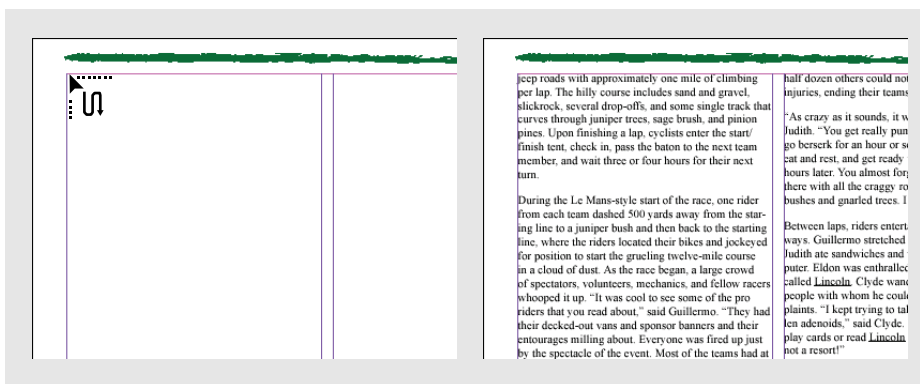 jeep roads with approximately one mile of climbing
per lap. The hilly course includes sand and gravel,
slickrock, several drop-offs, and some single track that
curves through juniper trees, sage brush, and pinion
pines. Upon finishing a lap, cyclists enter the start/
finish tent, check in, pass the baton to the next team
member, and wait three or four hours for their next
turn.
During the Le Mans-style start of the race, one rider
from each team dashed 500 yards away from the star-
ing line to a juniper bush and then back to the starting
line, where the riders located their bikes and jockeyed
for position to start the grueling twelve-mile course
in a cloud of dust. As the race began, a large crowd
of spectators, volunteers, mechanics, and fellow racers
whooped it up. “It was cool to see some of the pro
riders that you read about,” said Guillermo. “They had
their decked-out vans and sponsor banners and their
entourages milling about. Everyone was fired up just
by the spectacle of the event. Most of the teams had at
half dozen others could not
injuries, ending their teams
“As crazy as it sounds, it w
Judith. “You get really pum
go berserk for an hour or so
eat and rest, and get ready
hours later. You almost forg
there with all the craggy ro
bushes and gnarled trees. I
Between laps, riders enterta
ways. Guillermo stretched
Judith ate sandwiches and
puter. Eldon was enthralled
called Lincoln. Clyde wand
people with whom he could
plaints. “I kept trying to tal
len adenoids,” said Clyde.
play cards or read Lincoln
not a resort!”